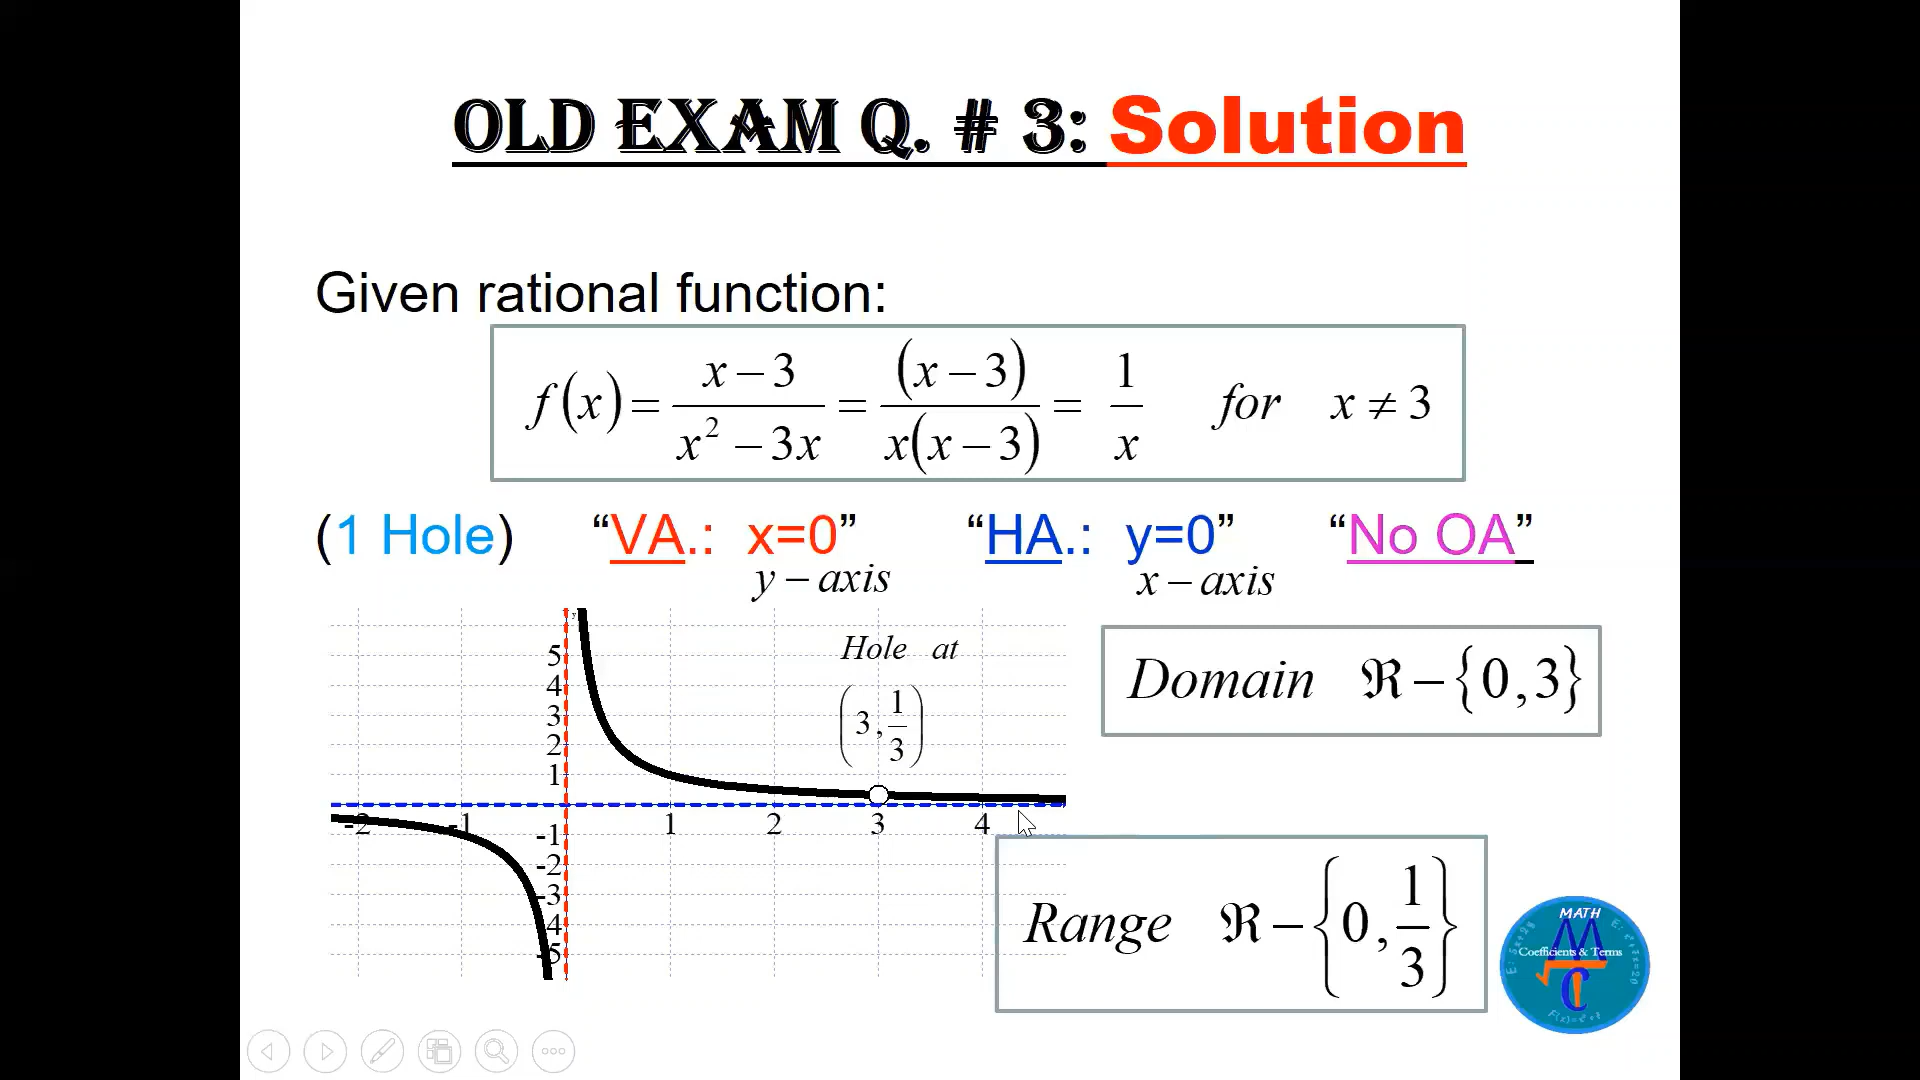 OLD EXAM Q. # 3: Solution
Given rational function:
f(x) = (x − 3)/(x² − 3x) = (x − 3)/(x(x − 3)) = 1/x for x ≠ 3
(1 Hole) “VA.: x=0” “HA.: y=0” “No OA”
y − axis x − axis
y
Hole at
(3, 1/3)
5
4
3
2
1
-2 -1 1 2 3 4
-1
-2
-3
-4
-5
Domain ℜ − {0,3}
Range ℜ − {0, 1/3}
MATH
M
Coefficients & Terms
C